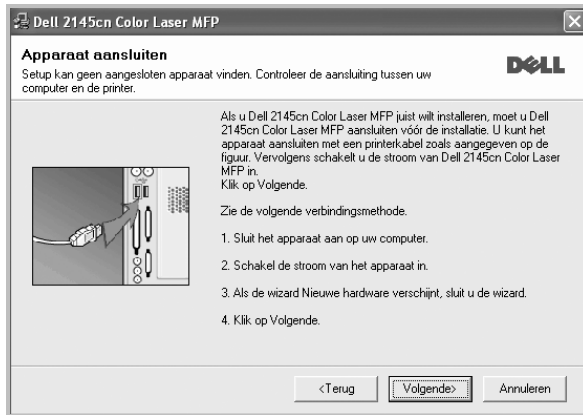 Dell 2145cn Color Laser MFP
Apparaat aansluiten
Setup kan geen aangesloten apparaat vinden. Controleer de aansluiting tussen uw
computer en de printer.
DELL
Als u Dell 2145cn Color Laser MFP juist wilt installeren, moet u Dell
2145cn Color Laser MFP aansluiten vóór de installatie. U kunt het
apparaat aansluiten met een printerkabel zoals aangegeven op de
figuur. Vervolgens schakelt u de stroom van Dell 2145cn Color Laser
MFP in.
Klik op Volgende.
Zie de volgende verbindingsmethode.
1. Sluit het apparaat aan op uw computer.
2. Schakel de stroom van het apparaat in.
3. Als de wizard Nieuwe hardware verschijnt, sluit u de wizard.
4. Klik op Volgende.
<Terug
Volgende>
Annuleren